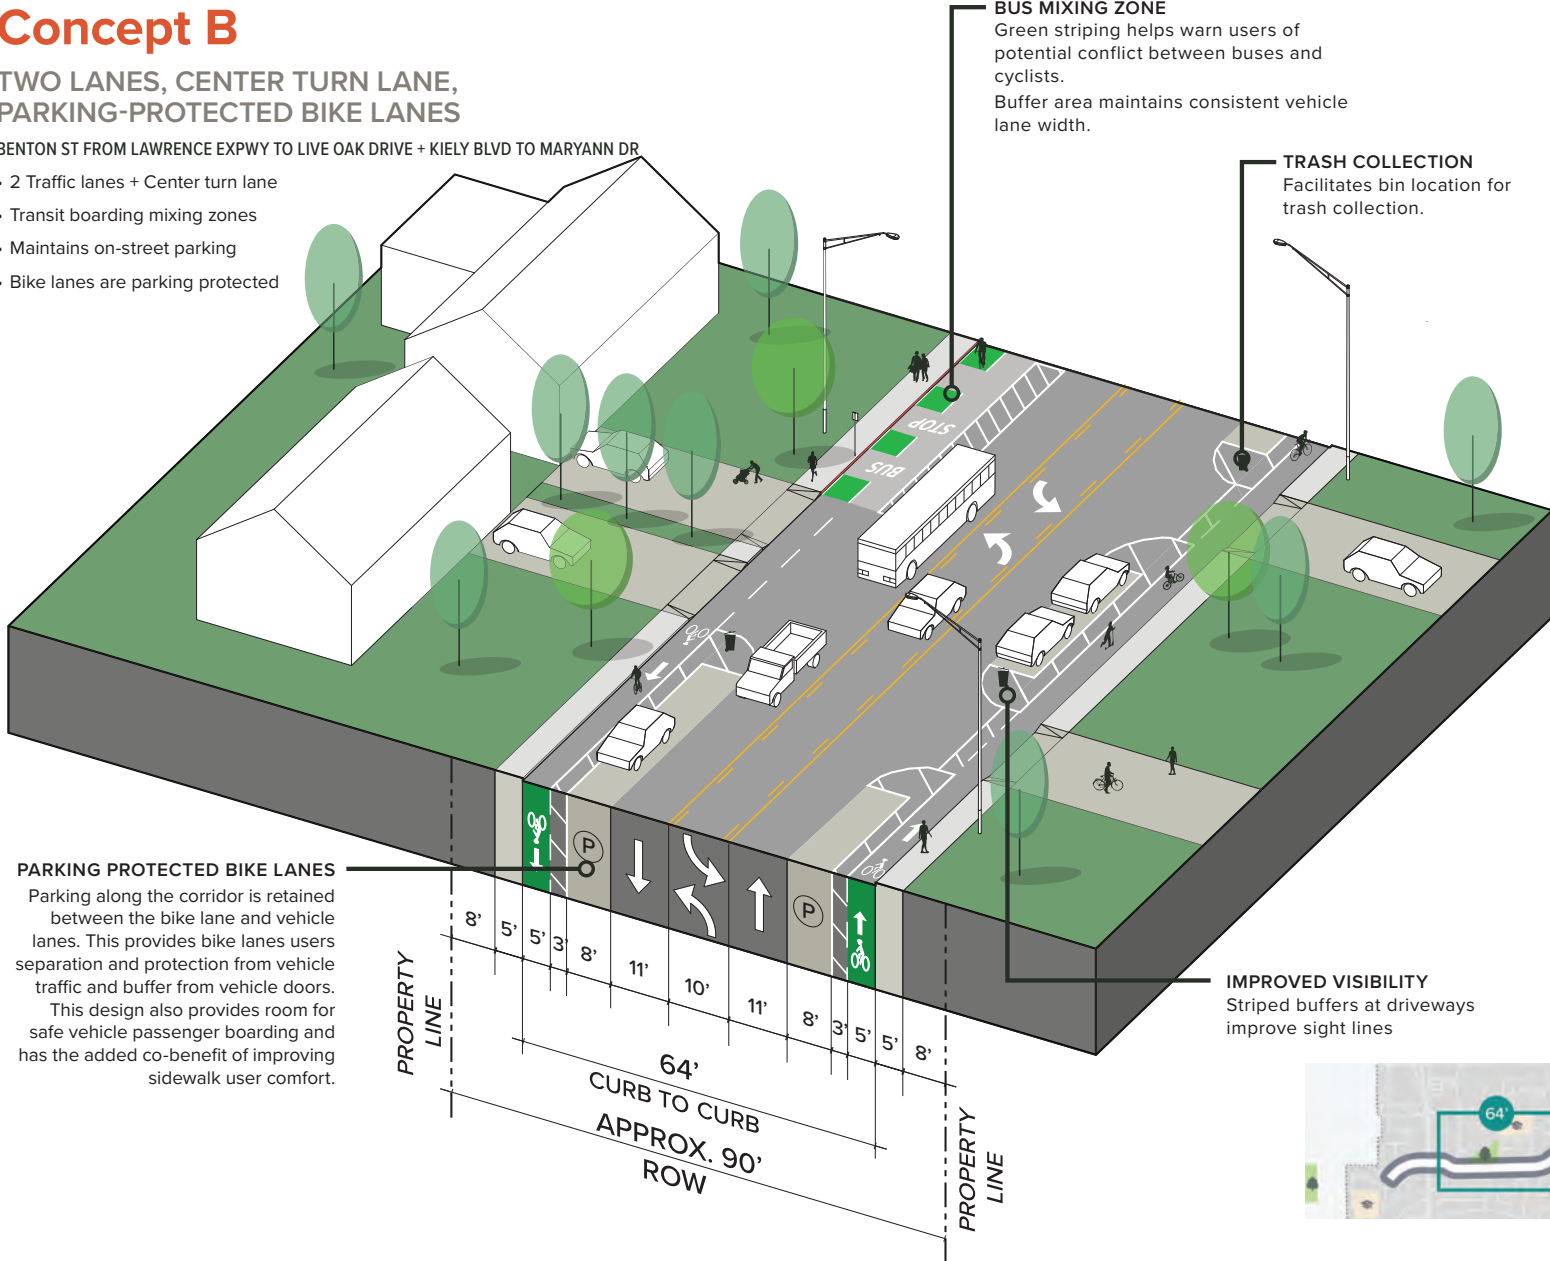 Concept B
TWO LANES, CENTER TURN LANE,
PARKING-PROTECTED BIKE LANES
BENTON ST FROM LAWRENCE EXPWY TO LIVE OAK DRIVE + KIELY BLVD TO MARYANN DR
• 2 Traffic lanes + Center turn lane
• Transit boarding mixing zones
• Maintains on-street parking
• Bike lanes are parking protected
BUS MIXING ZONE
Green striping helps warn users of
potential conflict between buses and
cyclists.
Buffer area maintains consistent vehicle
lane width.
TRASH COLLECTION
Facilitates bin location for
trash collection.
STOP
BUS
PARKING PROTECTED BIKE LANES
Parking along the corridor is retained
between the bike lane and vehicle
lanes. This provides bike lanes users
separation and protection from vehicle
traffic and buffer from vehicle doors.
This design also provides room for
safe vehicle passenger boarding and
has the added co-benefit of improving
sidewalk user comfort.
P
P
8’ 5’ 5’ 3’ 8’ 11’ 10’ 11’ 8’ 3’ 5’ 5’ 8’
PROPERTY
LINE
64’
CURB TO CURB
APPROX. 90’
ROW
PROPERTY
LINE
IMPROVED VISIBILITY
Striped buffers at driveways
improve sight lines
64’